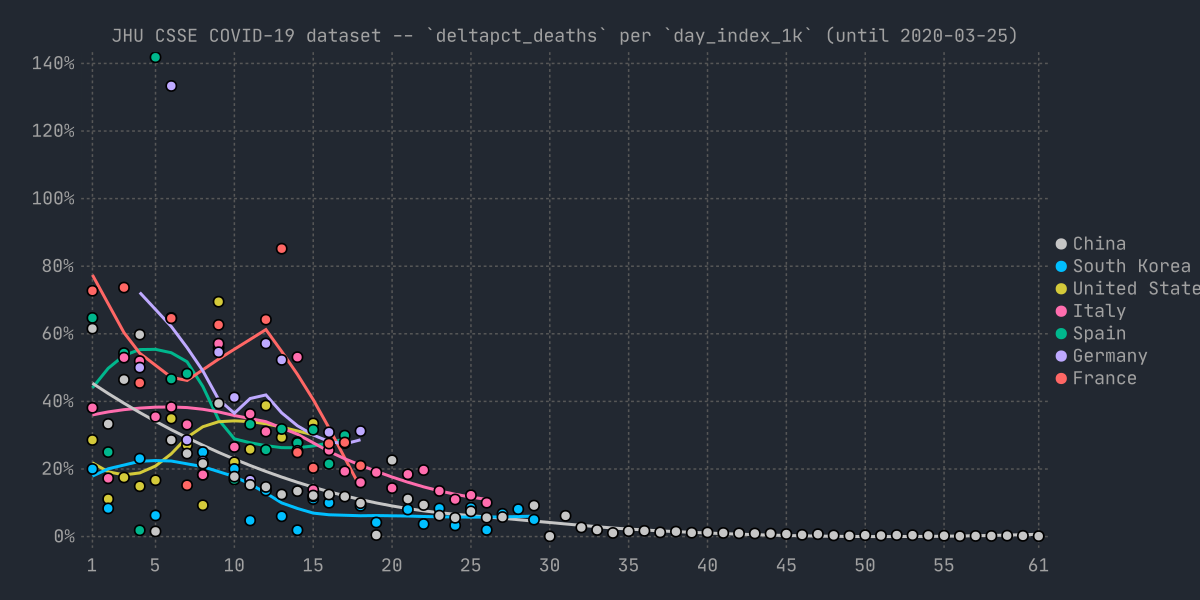 JHU CSSE COVID-19 dataset -- `deltapct_deaths` per `day_index_1k` (until 2020-03-25)
140%
120%
100%
80%
60%
40%
20%
0%
1 5 10 15 20 25 30 35 40 45 50 55 61
China
South Korea
United State
Italy
Spain
Germany
France